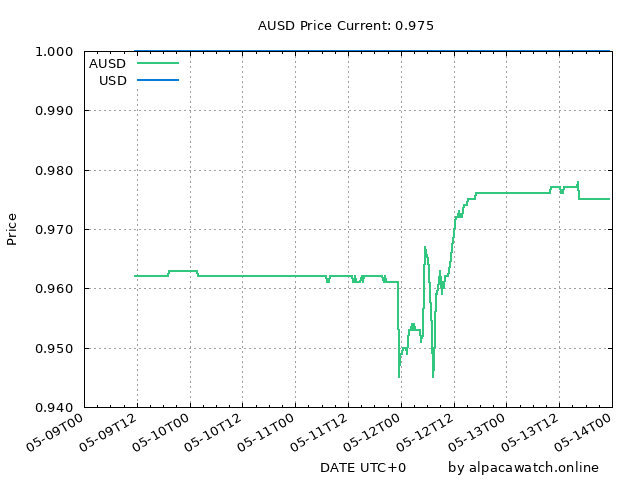 AUSD Price Current: 0.975
1.000
0.990
0.980
0.970
0.960
0.950
0.940
Price
AUSD
USD
05-09T00
05-09T12
05-10T00
05-10T12
05-11T00
05-11T12
05-12T00
05-12T12
05-13T00
05-13T12
05-14T00
DATE UTC+0
by alpacawatch.online